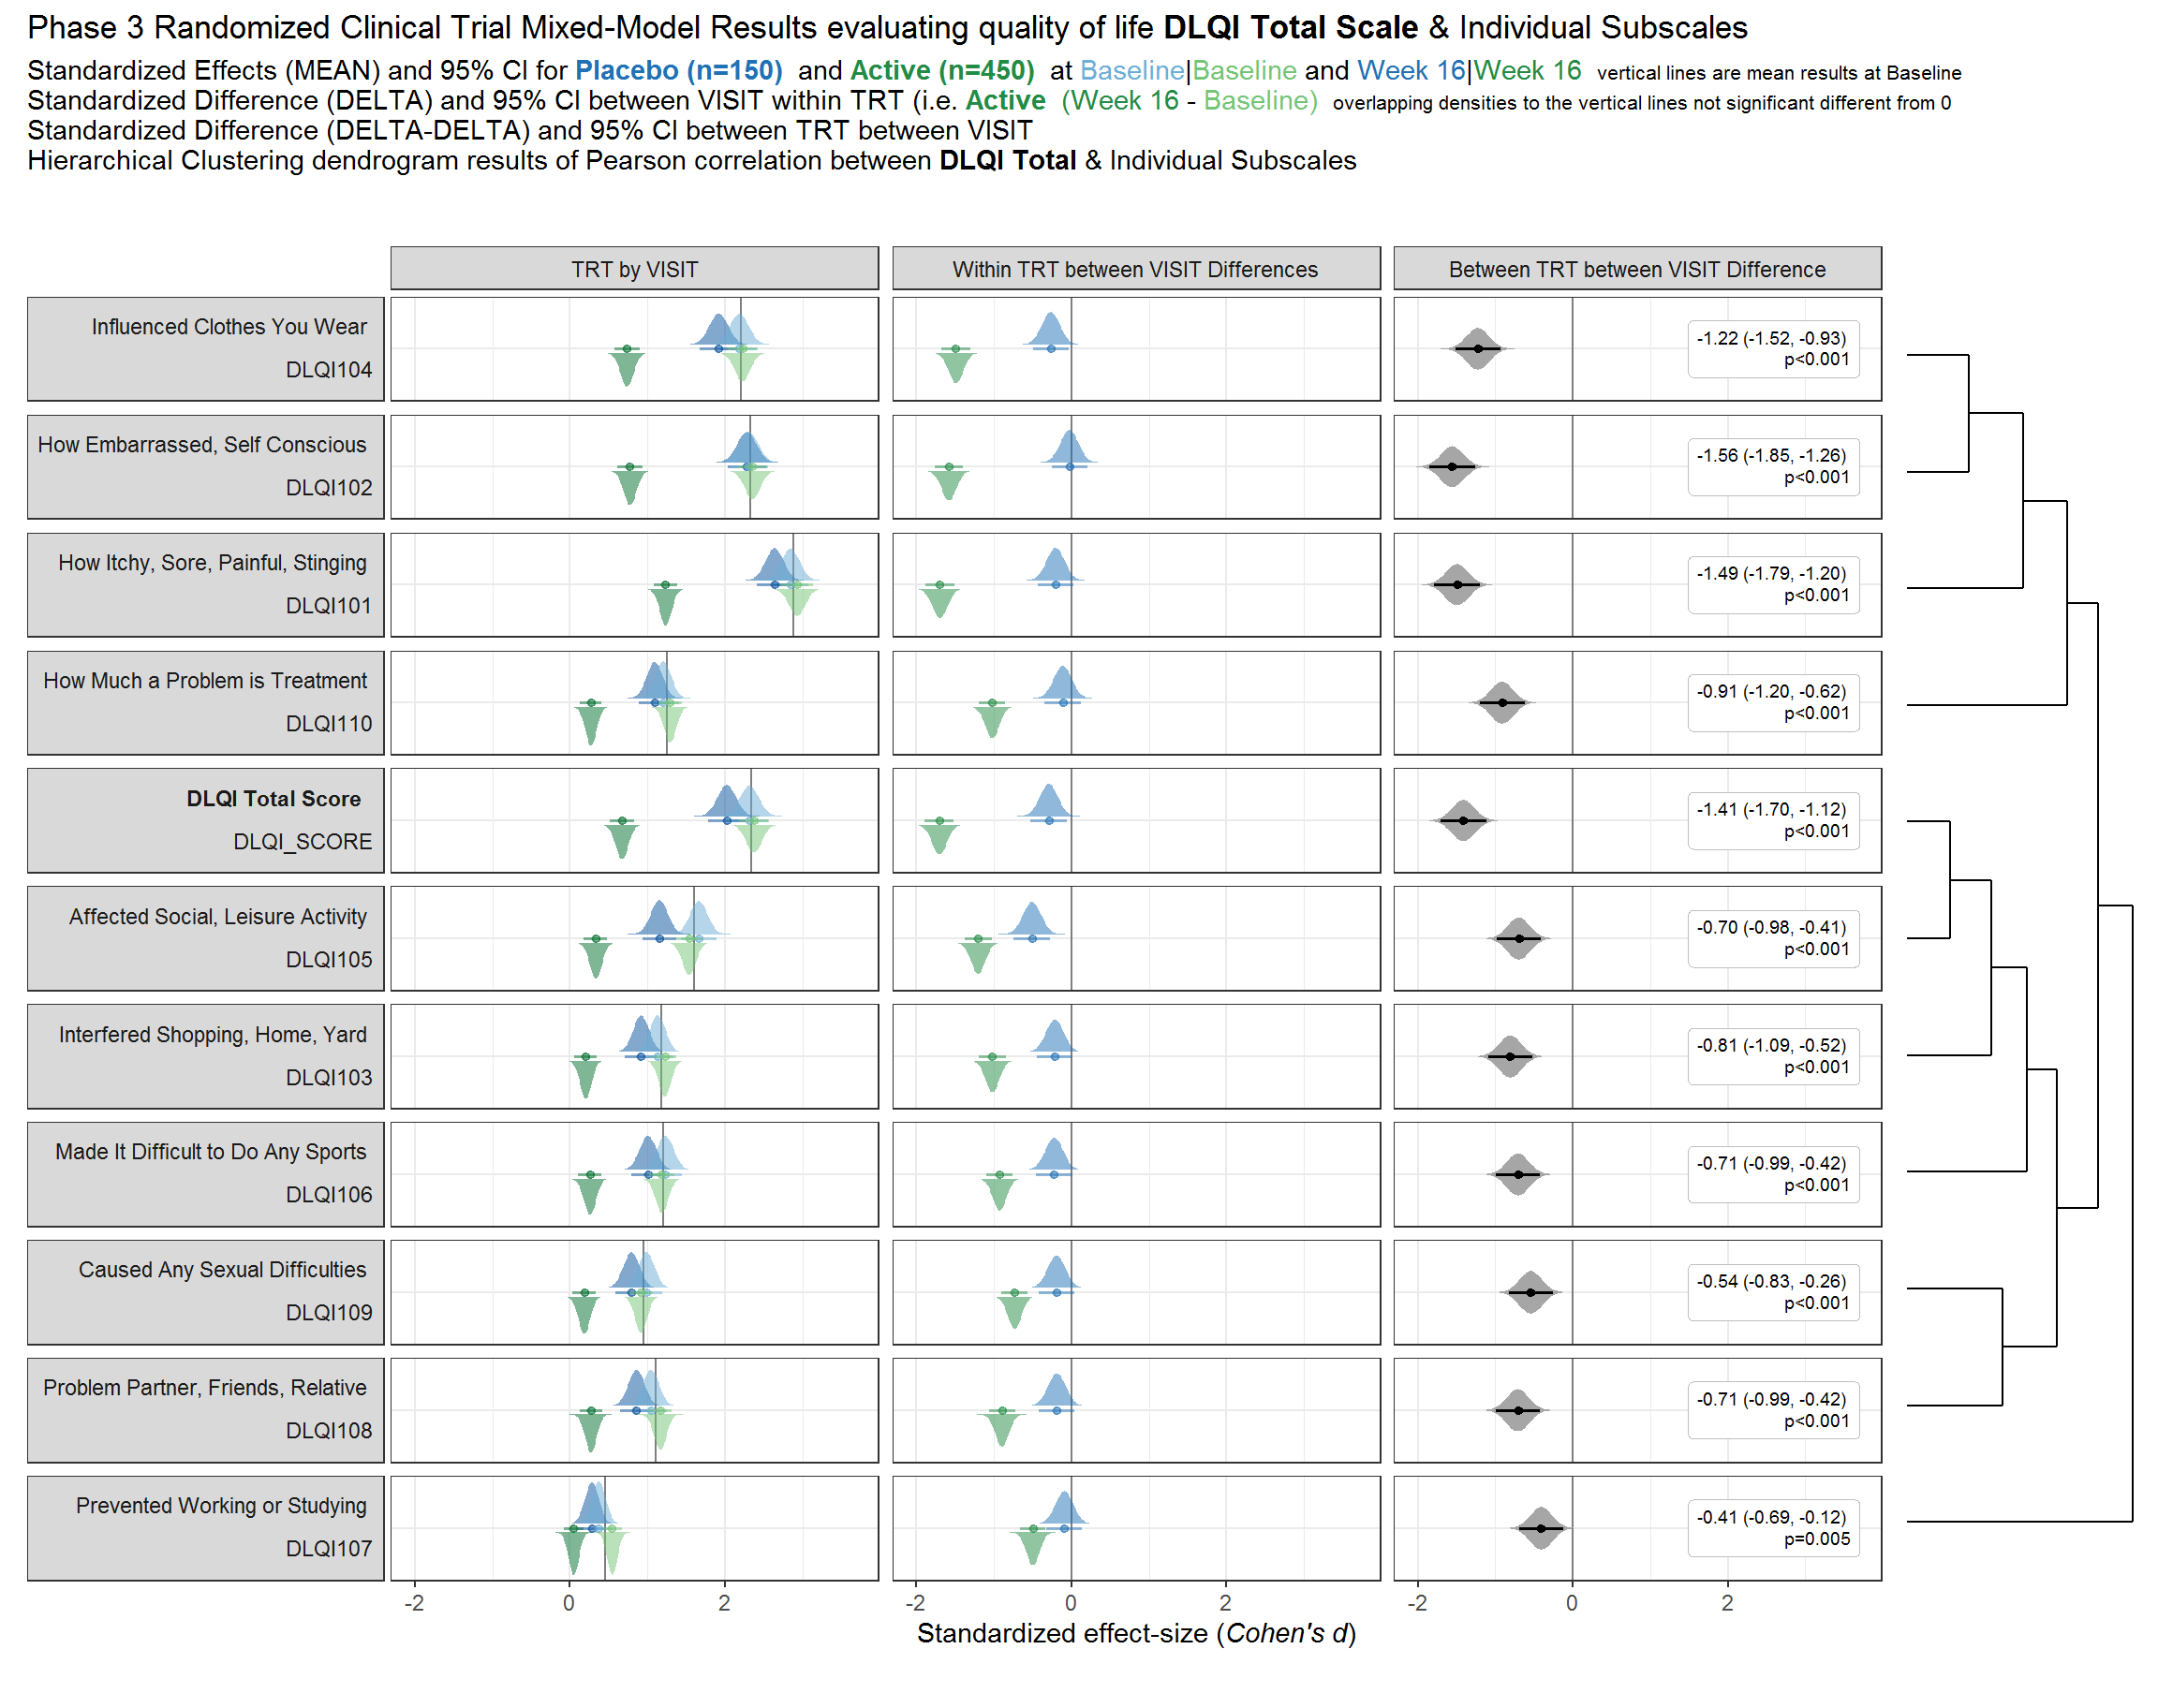 Phase 3 Randomized Clinical Trial Mixed-Model Results evaluating quality of life DLQI Total Scale & Individual Subscales
Standardized Effects (MEAN) and 95% CI for Placebo (n=150) and Active (n=450) at Baseline|Baseline and Week 16|Week 16 vertical lines are mean results at Baseline
Standardized Difference (DELTA) and 95% CI between VISIT within TRT (i.e. Active (Week 16 - Baseline) overlapping densities to the vertical lines not significant different from 0
Standardized Difference (DELTA-DELTA) and 95% CI between TRT between VISIT
Hierarchical Clustering dendrogram results of Pearson correlation between DLQI Total & Individual Subscales
TRT by VISIT
Within TRT between VISIT Differences
Between TRT between VISIT Difference
Influenced Clothes You Wear
DLQI104
-1.22 (-1.52, -0.93)
p<0.001
How Embarrassed, Self Conscious
DLQI102
-1.56 (-1.85, -1.26)
p<0.001
How Itchy, Sore, Painful, Stinging
DLQI101
-1.49 (-1.79, -1.20)
p<0.001
How Much a Problem is Treatment
DLQI110
-0.91 (-1.20, -0.62)
p<0.001
DLQI Total Score
DLQI_SCORE
-1.41 (-1.70, -1.12)
p<0.001
Affected Social, Leisure Activity
DLQI105
-0.70 (-0.98, -0.41)
p<0.001
Interfered Shopping, Home, Yard
DLQI103
-0.81 (-1.09, -0.52)
p<0.001
Made It Difficult to Do Any Sports
DLQI106
-0.71 (-0.99, -0.42)
p<0.001
Caused Any Sexual Difficulties
DLQI109
-0.54 (-0.83, -0.26)
p<0.001
Problem Partner, Friends, Relative
DLQI108
-0.71 (-0.99, -0.42)
p<0.001
Prevented Working or Studying
DLQI107
-0.41 (-0.69, -0.12)
p=0.005
-2 0 2 -2 0 2 -2 0 2
Standardized effect-size (Cohen's d)